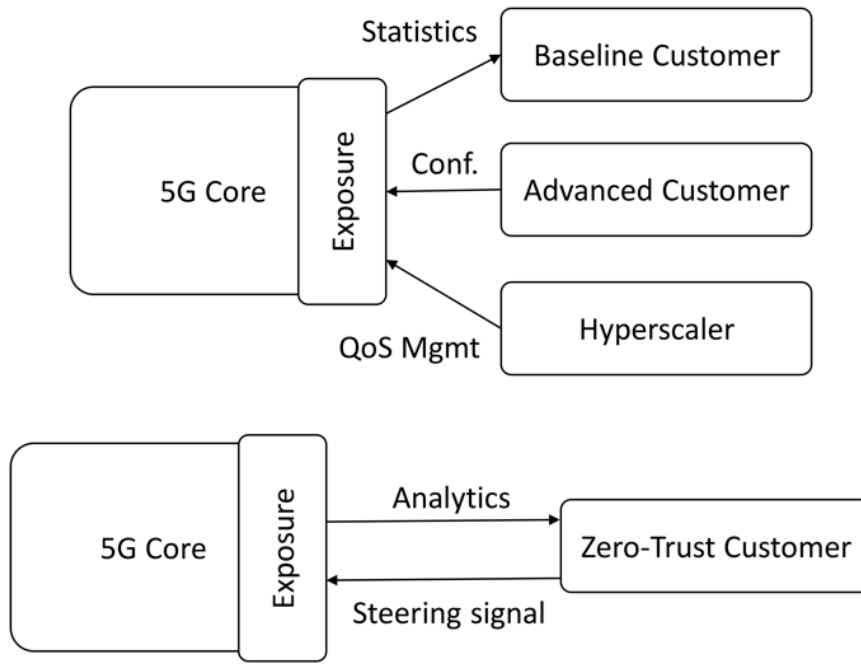 Statistics
Baseline Customer
5G Core
Exposure
Conf.
Advanced Customer
QoS Mgmt
Hyperscaler
5G Core
Exposure
Analytics
Zero-Trust Customer
Steering signal